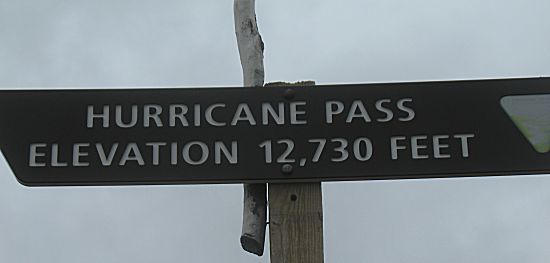 HURRICANE PASS
ELEVATION 12,730 FEET